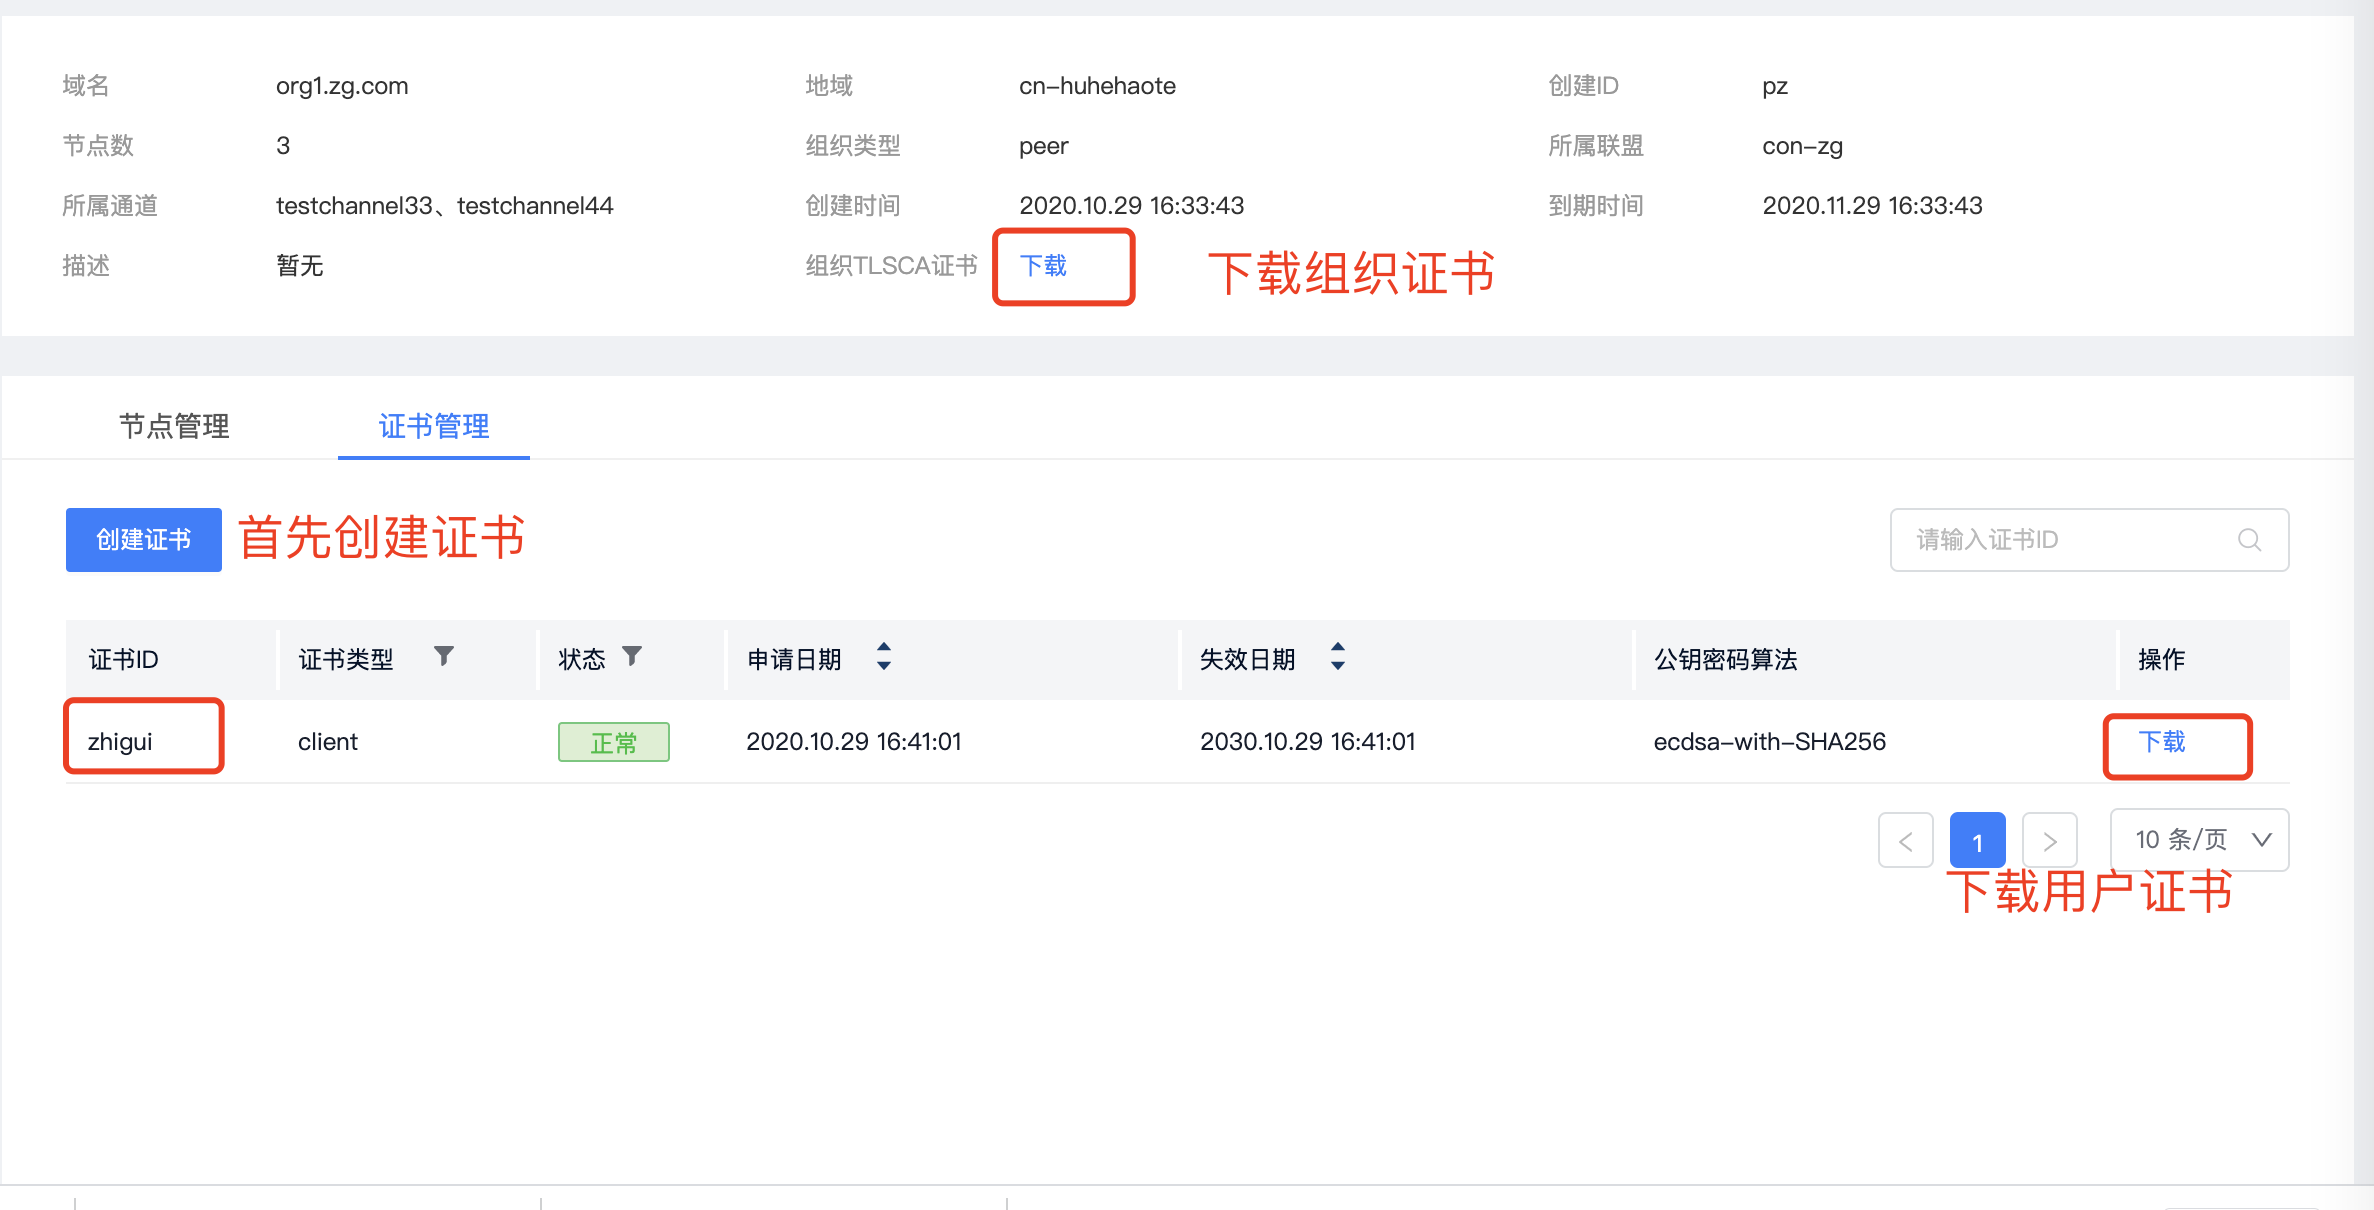 域名 org1.zg.com 地域 cn-huhehaote 创建ID pz
节点数 3 组织类型 peer 所属联盟 con-zg
所属通道 testchannel33、testchannel44 创建时间 2020.10.29 16:33:43 到期时间 2020.11.29 16:33:43
描述 暂无 组织TLSCA证书 下载 下载组织证书
节点管理 证书管理
创建证书 首先创建证书 请输入证书ID
证书ID 证书类型 状态 申请日期 失效日期 公钥密码算法 操作
zhigui client 正常 2020.10.29 16:41:01 2030.10.29 16:41:01 ecdsa-with-SHA256 下载
< 1 > 10 条/页
下载用户证书